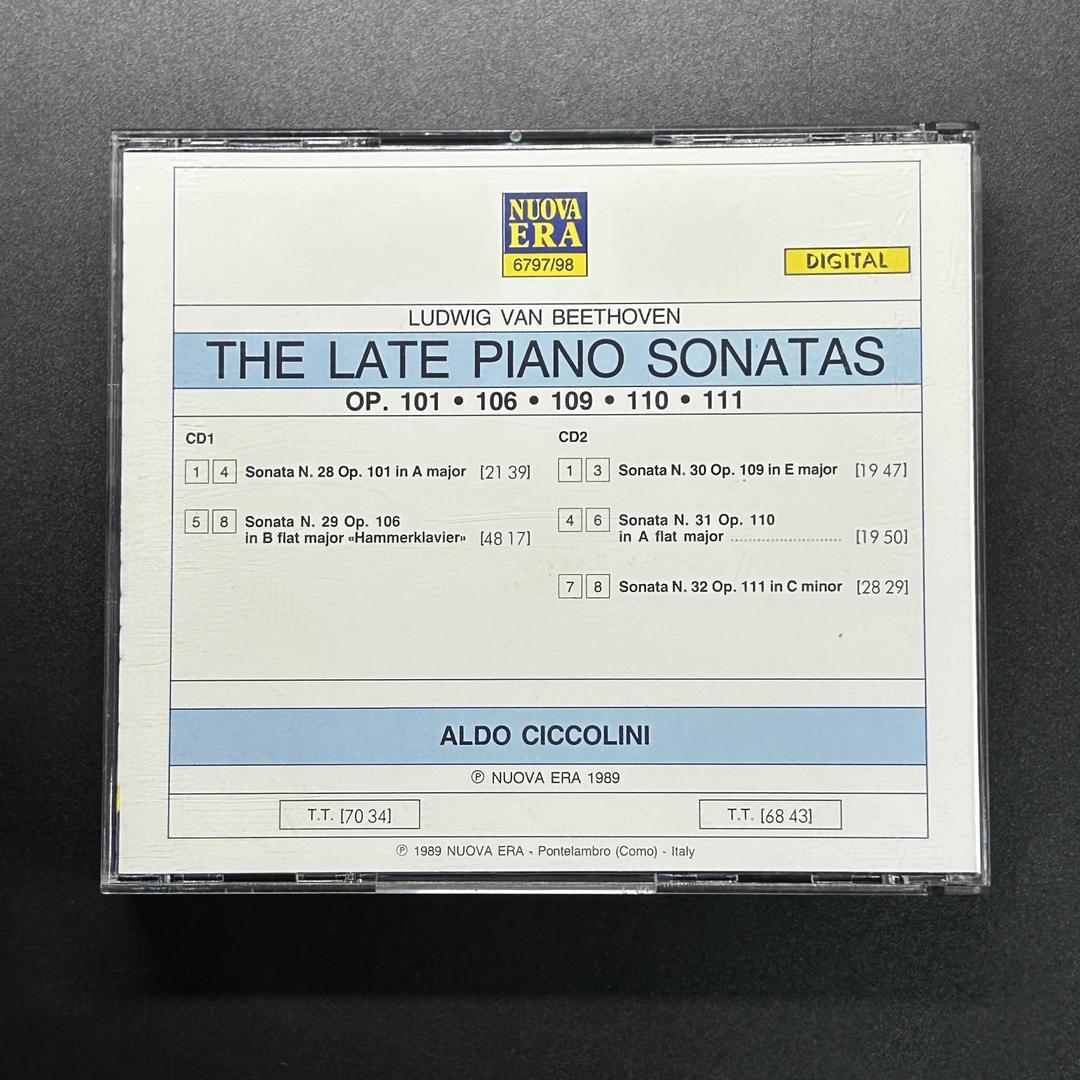 NUOVA
ERA
6797/98
DIGITAL
LUDWIG VAN BEETHOVEN
THE LATE PIANO SONATAS
OP. 101 • 106 • 109 • 110 • 111
CD1
1 4 Sonata N. 28 Op. 101 in A major [21 39]
5 8 Sonata N. 29 Op. 106
in B flat major «Hammerklavier» [48 17]
CD2
1 3 Sonata N. 30 Op. 109 in E major [19 47]
4 6 Sonata N. 31 Op. 110
in A flat major ........................ [19 50]
7 8 Sonata N. 32 Op. 111 in C minor [28 29]
ALDO CICCOLINI
℗ NUOVA ERA 1989
T.T. [70 34]
T.T. [68 43]
℗ 1989 NUOVA ERA - Pontelambro (Como) - Italy